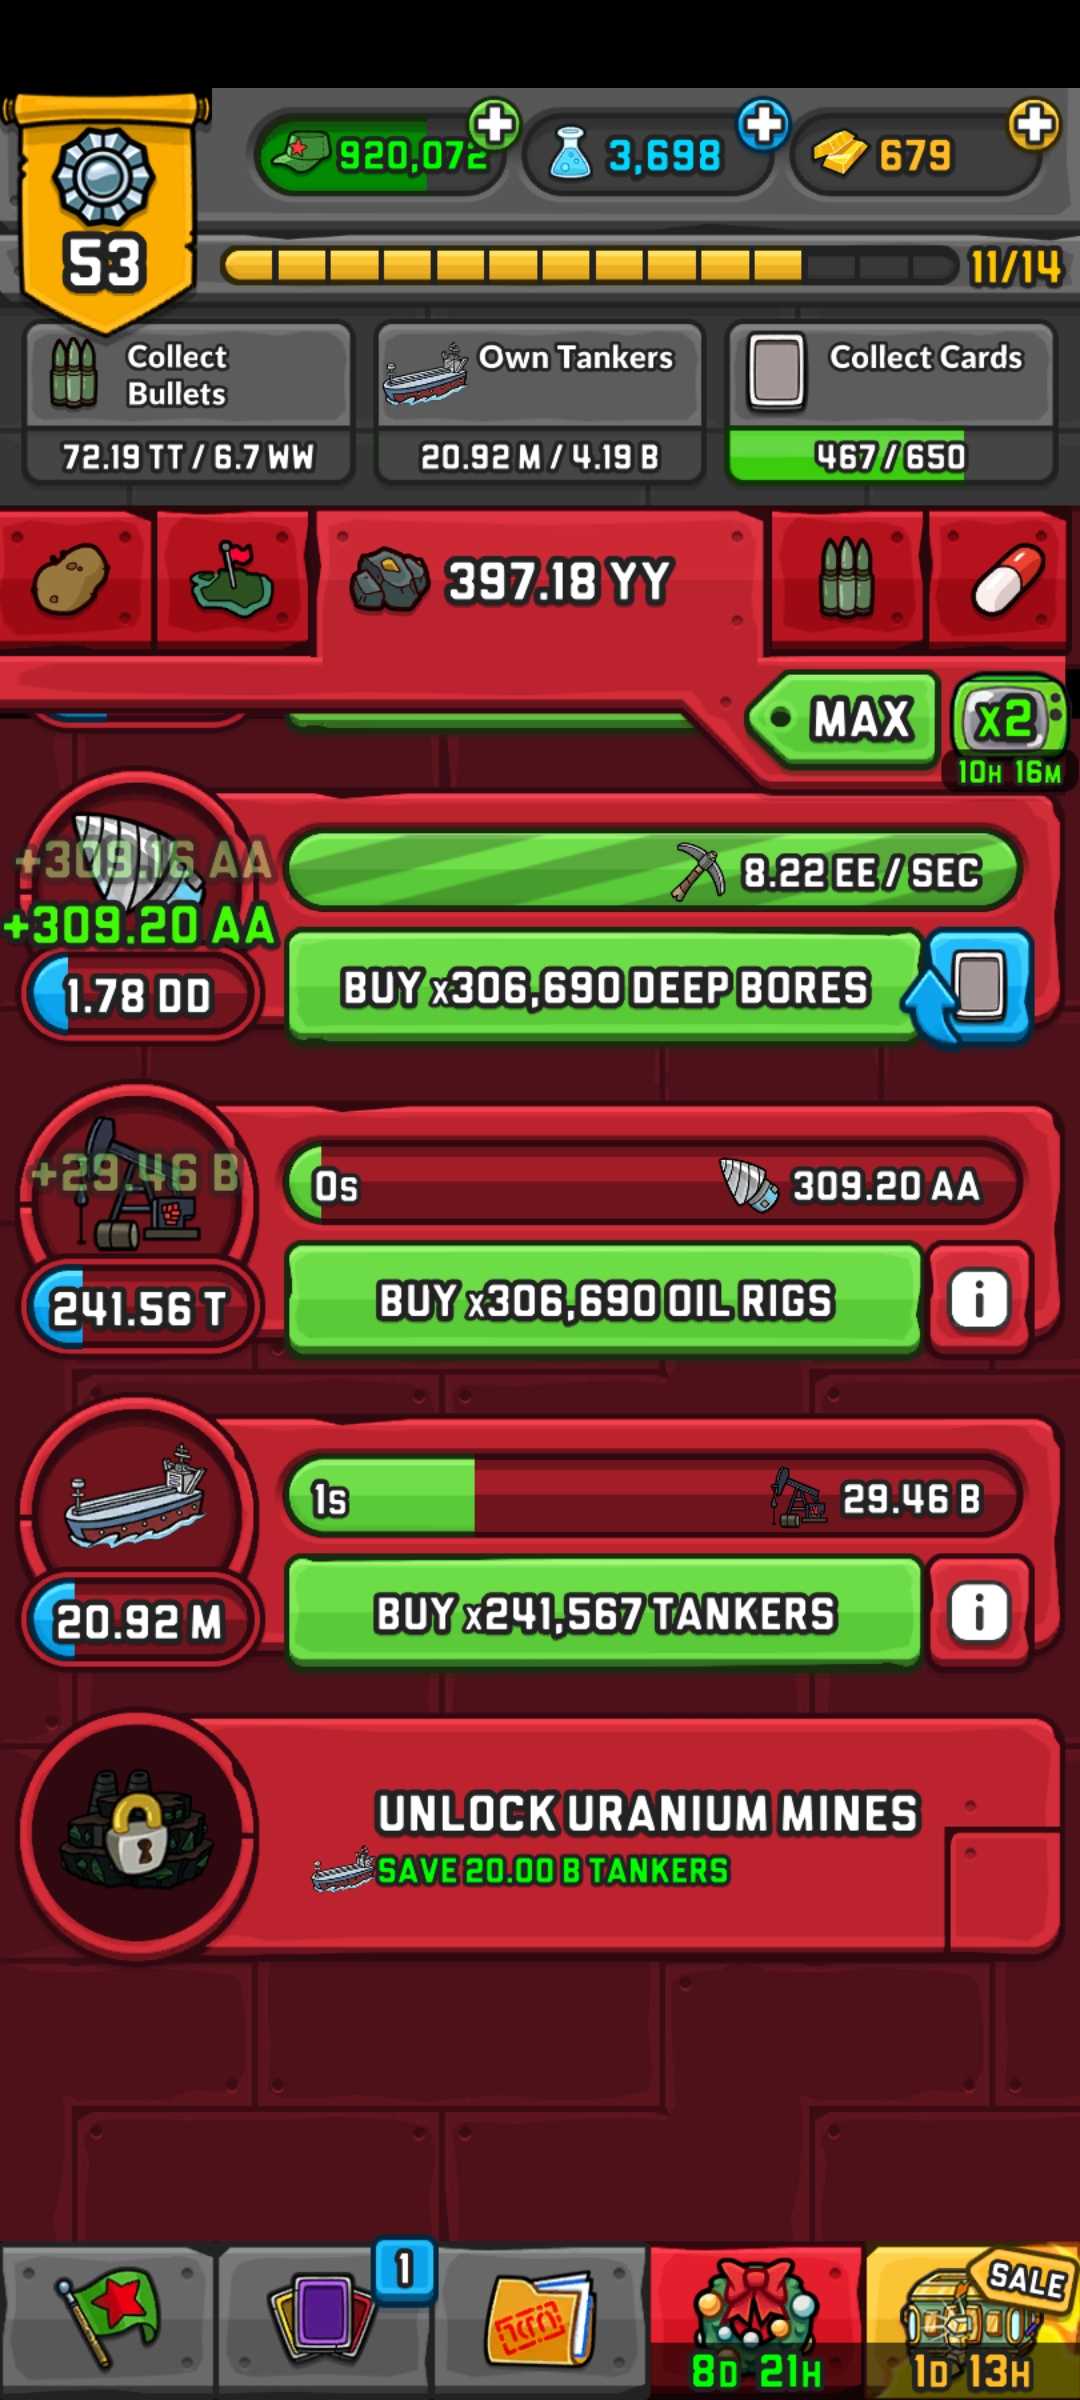 53
920,072
3,698
679
11/14
Collect
Bullets
72.19 TT / 6.7 WW
Own Tankers
20.92 M / 4.19 B
Collect Cards
467 / 650
397.18 YY
MAX
x2
10H 16M
+309.16 AA
+309.20 AA
8.22 EE / SEC
1.78 DD
BUY x306,690 DEEP BORES
+29.46 B
0s
309.20 AA
241.56 T
BUY x306,690 OIL RIGS
i
1s
29.46 B
20.92 M
BUY x241,567 TANKERS
i
UNLOCK URANIUM MINES
SAVE 20.00 B TANKERS
1
SALE
8D 21H
1D 13H